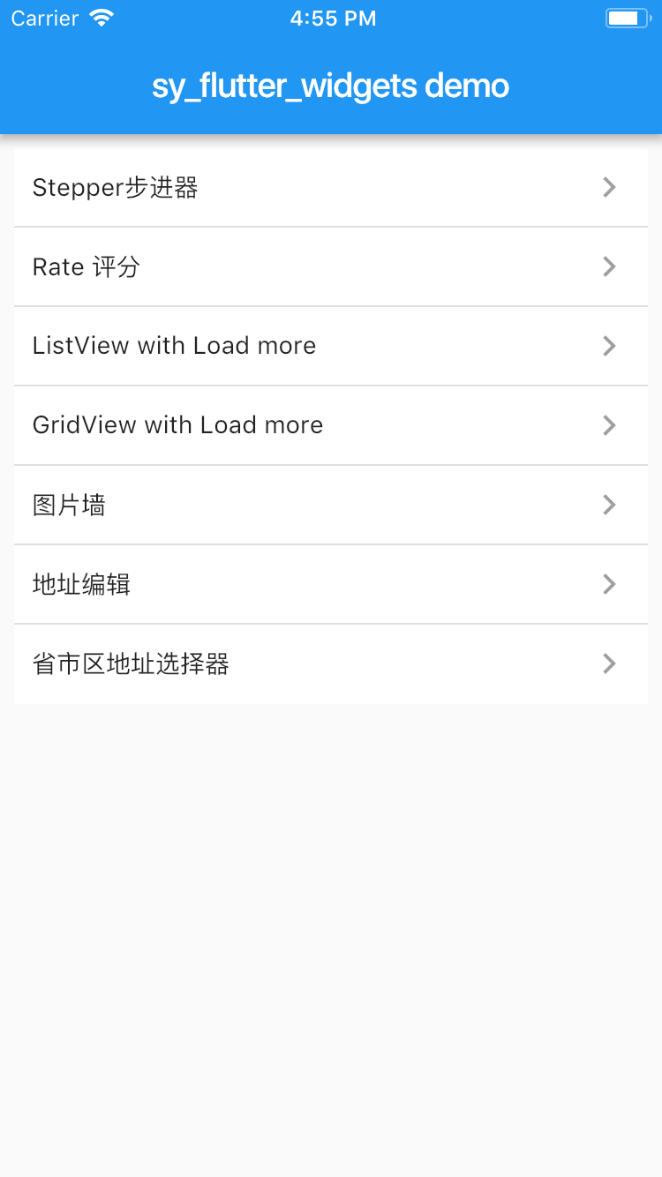 Carrier 4:55 PM
sy_flutter_widgets demo
Stepper步进器
Rate 评分
ListView with Load more
GridView with Load more
图片墙
地址编辑
省市区地址选择器